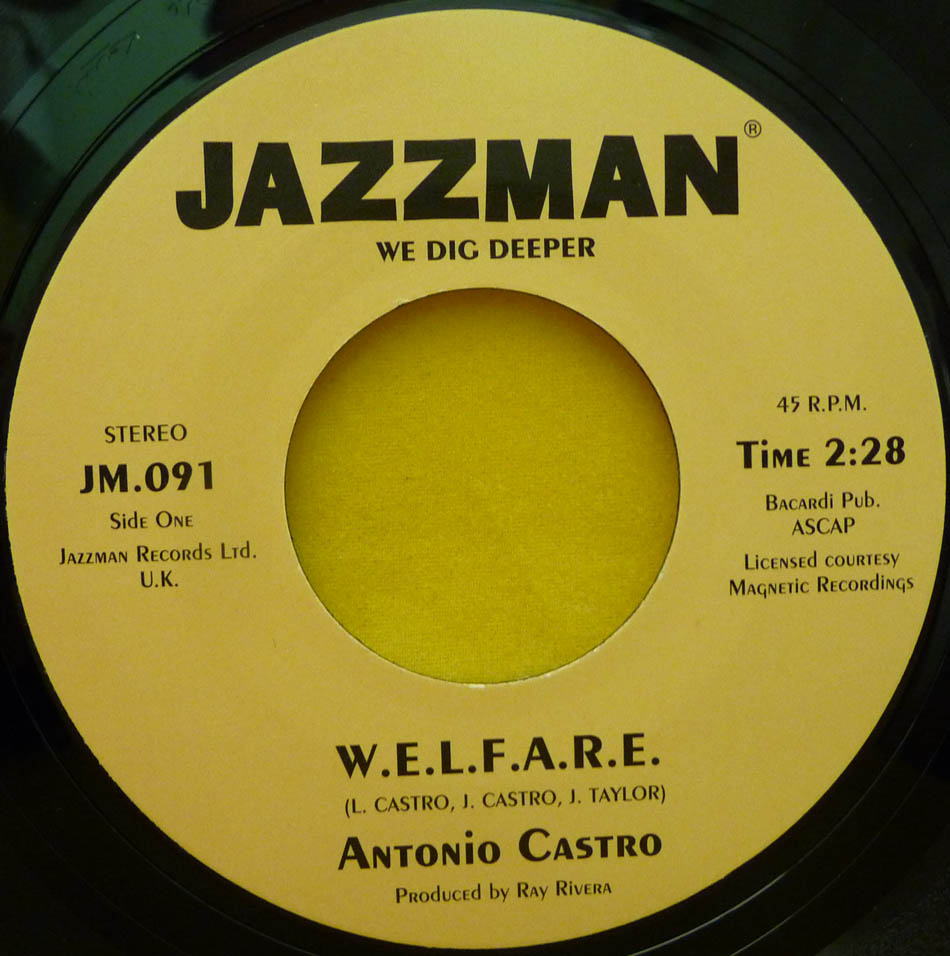 JAZZMAN®
WE DIG DEEPER
STEREO
JM.091
Side One
Jazzman Records Ltd.
U.K.
45 R.P.M.
Time 2:28
Bacardi Pub.
ASCAP
Licensed courtesy
Magnetic Recordings
W.E.L.F.A.R.E.
(L. CASTRO, J. CASTRO, J. TAYLOR)
Antonio Castro
Produced by Ray Rivera